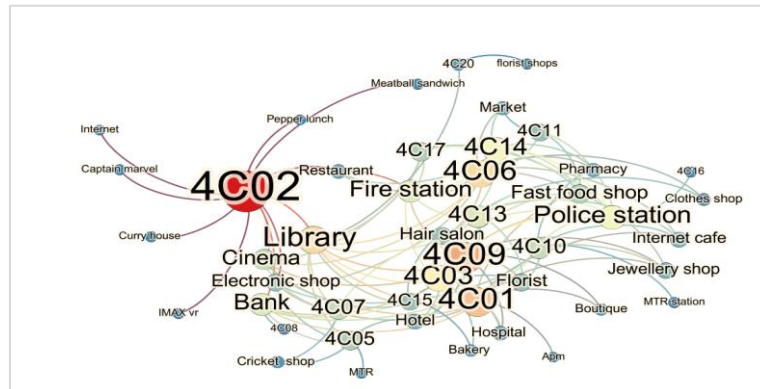 4C20
florist shops
Meatball sandwich
Market
Pepper lunch
Internet
4C11
4C17
4C14
Captain marvel
Restaurant
4C06
Pharmacy
4C16
4C02
Fire station
Fast food shop
Clothes shop
4C13
Police station
Curry house
Library
Hair salon
Internet cafe
4C09
4C10
Cinema
Jewellery shop
Electronic shop
4C03
Florist
Bank
4C15
4C01
MTR station
IMAX vr
4C07
Boutique
Hotel
4C08
Hospital
4C05
Bakery
Apm
Cricket shop
MTR